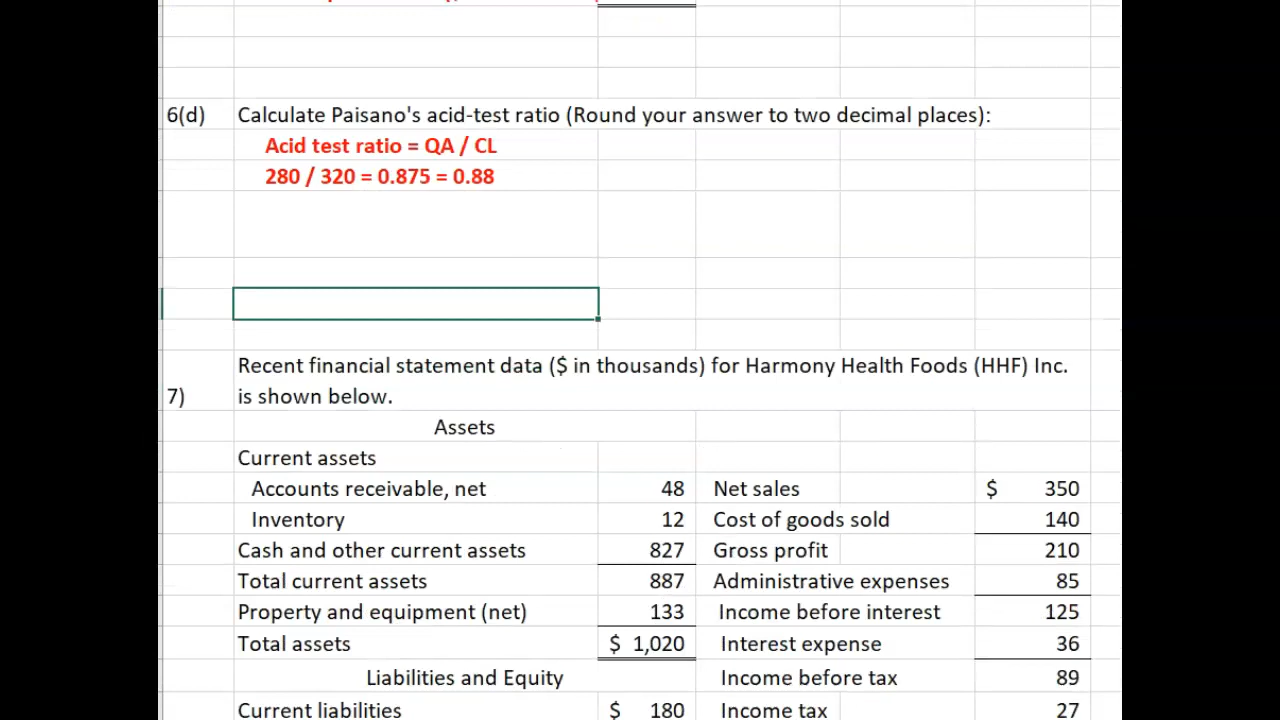 6(d) Calculate Paisano's acid-test ratio (Round your answer to two decimal places):
Acid test ratio = QA / CL
280 / 320 = 0.875 = 0.88
Recent financial statement data ($ in thousands) for Harmony Health Foods (HHF) Inc.
7) is shown below.
Assets
Current assets
Accounts receivable, net 48 Net sales $ 350
Inventory 12 Cost of goods sold 140
Cash and other current assets 827 Gross profit 210
Total current assets 887 Administrative expenses 85
Property and equipment (net) 133 Income before interest 125
Total assets $ 1,020 Interest expense 36
Liabilities and Equity Income before tax 89
Current liabilities $ 180 Income tax 27